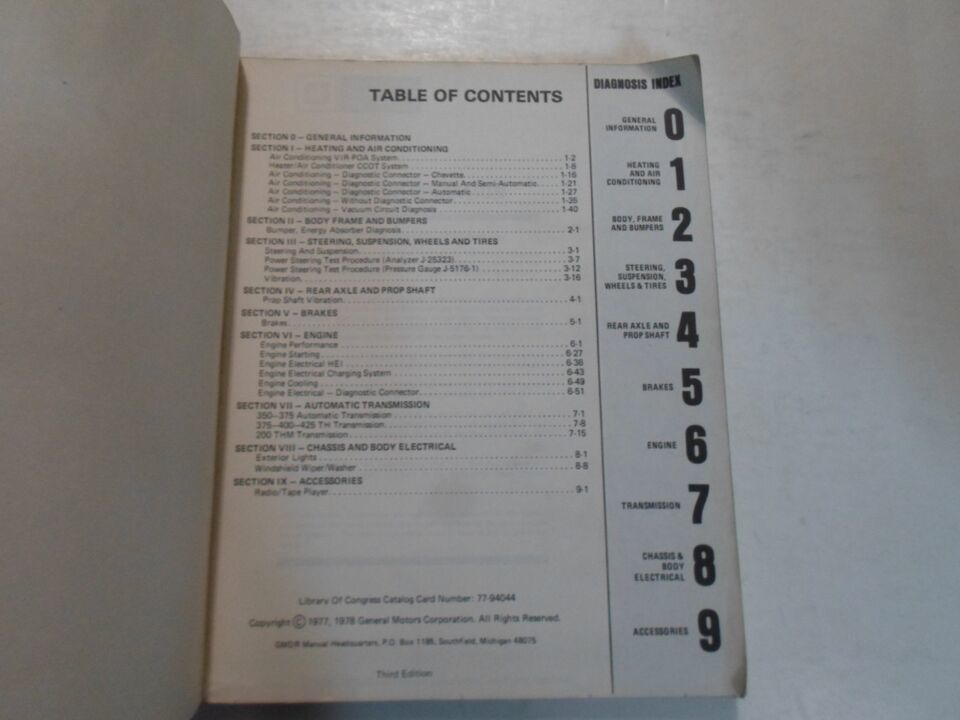 TABLE OF CONTENTS
SECTION 0 – GENERAL INFORMATION
SECTION I – HEATING AND AIR CONDITIONING
Air Conditioning VIR-POA System 1-2
Heater/Air Conditioner CCOT System 1-8
Air Conditioning – Diagnostic Connector – Chevette 1-16
Air Conditioning – Diagnostic Connector – Manual And Semi-Automatic 1-21
Air Conditioning – Diagnostic Connector – Automatic 1-27
Air Conditioning – Without Diagnostic Connector 1-35
Air Conditioning – Vacuum Circuit Diagnosis 1-40
SECTION II – BODY FRAME AND BUMPERS
Bumper, Energy Absorber Diagnosis 2-1
SECTION III – STEERING, SUSPENSION, WHEELS AND TIRES
Steering And Suspension 3-1
Power Steering Test Procedure (Analyzer J-25323) 3-7
Power Steering Test Procedure (Pressure Gauge J-5176-1) 3-12
Vibration 3-16
SECTION IV – REAR AXLE AND PROP SHAFT
Prop Shaft Vibration 4-1
SECTION V – BRAKES
Brakes 5-1
SECTION VI – ENGINE
Engine Performance 6-1
Engine Starting 6-27
Engine Electrical HEI 6-36
Engine Electrical Charging System 6-43
Engine Cooling 6-49
Engine Electrical – Diagnostic Connector 6-51
SECTION VII – AUTOMATIC TRANSMISSION
350–375 Automatic Transmission 7-1
375–400–425 TH Transmission 7-8
200 THM Transmission 7-15
SECTION VIII – CHASSIS AND BODY ELECTRICAL
Exterior Lights 8-1
Windshield Wiper/Washer 8-8
SECTION IX – ACCESSORIES
Radio/Tape Player 9-1
Library Of Congress Catalog Card Number: 77-94044
Copyright © 1977, 1978 General Motors Corporation. All Rights Reserved.
GMDR Manual Headquarters, P.O. Box 1185, Southfield, Michigan 48075
Third Edition
DIAGNOSIS INDEX
GENERAL
INFORMATION 0
HEATING
AND AIR
CONDITIONING 1
BODY, FRAME
AND BUMPERS 2
STEERING,
SUSPENSION,
WHEELS & TIRES 3
REAR AXLE AND
PROP SHAFT 4
BRAKES 5
ENGINE 6
TRANSMISSION 7
CHASSIS &
BODY
ELECTRICAL 8
ACCESSORIES 9